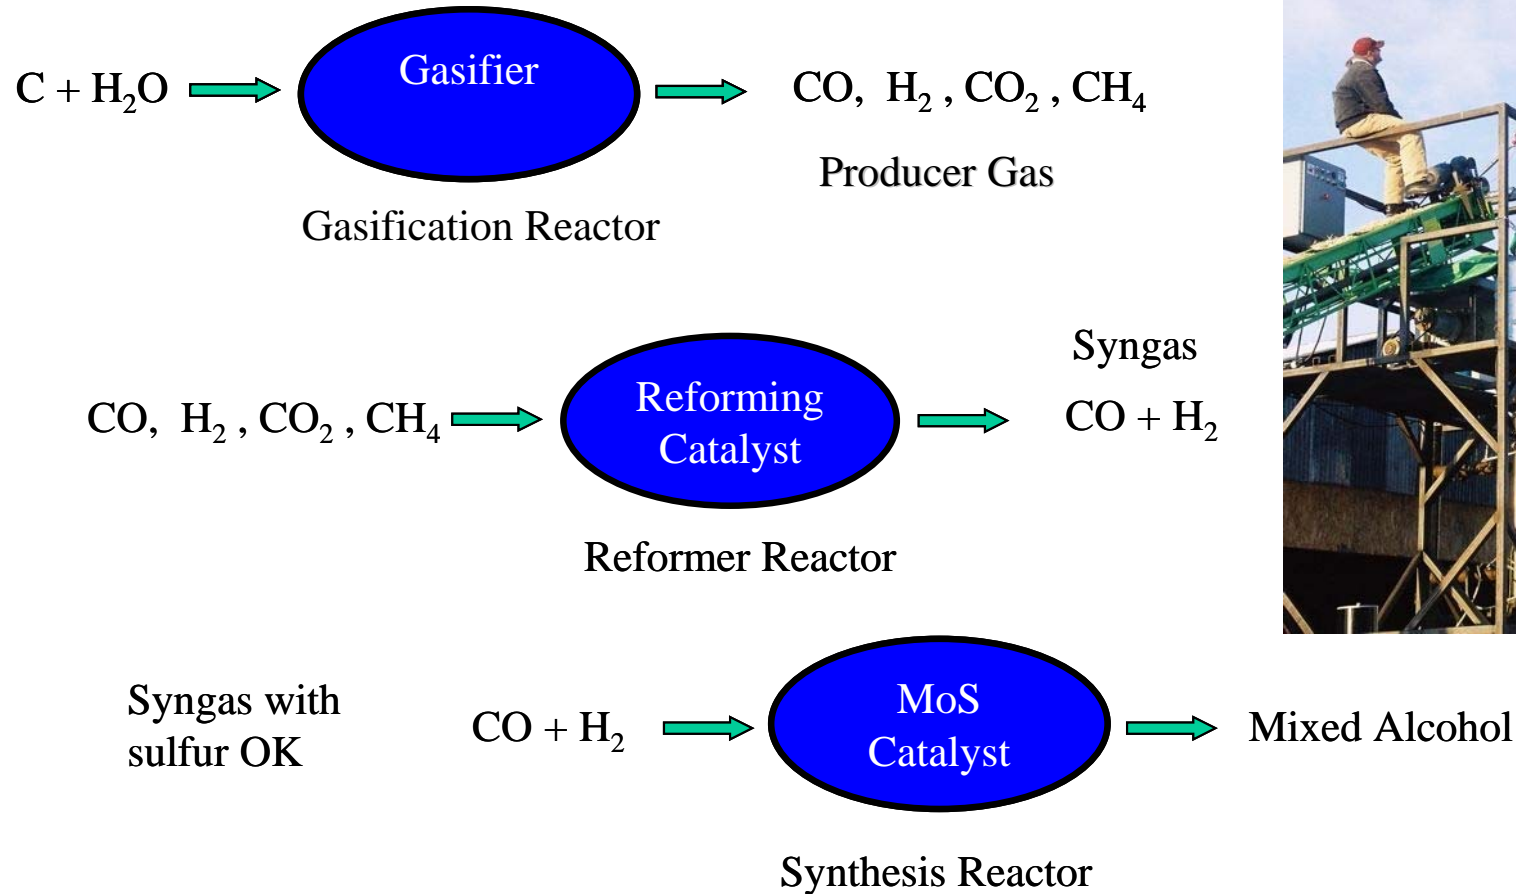 C + H₂O
Gasifier
CO, H₂ , CO₂ , CH₄
Producer Gas
Gasification Reactor
CO, H₂ , CO₂ , CH₄
Reforming
Catalyst
Syngas
CO + H₂
Reformer Reactor
Syngas with
sulfur OK
CO + H₂
MoS
Catalyst
Mixed Alcohol
Synthesis Reactor